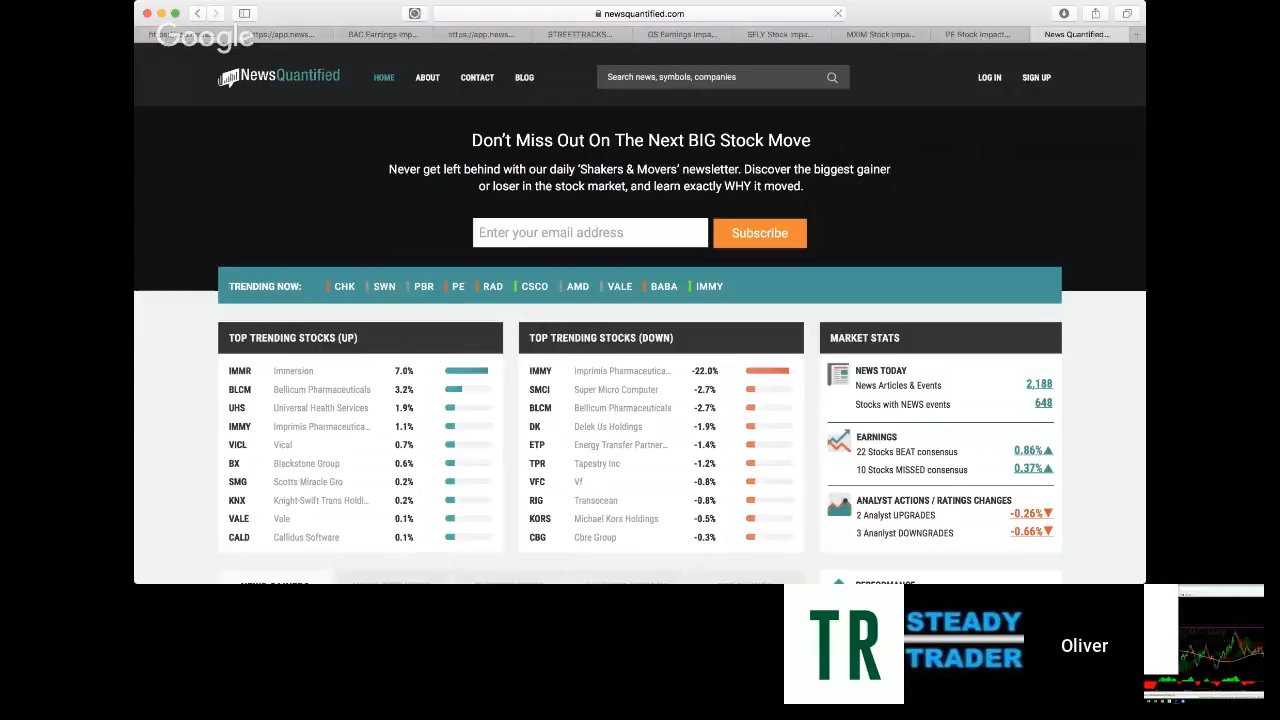 newsquantified.com
Google
BAC Earnings Imp...
https://app.news...
STREETTRACKS...
GS Earnings Impa...
SFLY Stock Impa...
MXIM Stock Impa...
PE Stock Impact...
News Quantified...
NewsQuantified
HOME
ABOUT
CONTACT
BLOG
Search news, symbols, companies
LOG IN
SIGN UP
Don't Miss Out On The Next BIG Stock Move
Never get left behind with our daily 'Shakers & Movers' newsletter. Discover the biggest gainer
or loser in the stock market, and learn exactly WHY it moved.
Enter your email address
Subscribe
TRENDING NOW: CHK SWN PBR PE RAD CSCO AMD VALE BABA IMMY
TOP TRENDING STOCKS (UP)
IMMR Immersion 7.0%
BLCM Bellicum Pharmaceuticals 3.2%
UHS Universal Health Services 1.9%
IMMY Imprimis Pharmaceutica... 1.1%
VICL Vical 0.7%
BX Blackstone Group 0.6%
SMG Scotts Miracle Gro 0.2%
KNX Knight-Swift Trans Holdi... 0.2%
VALE Vale 0.1%
CALD Callidus Software 0.1%
TOP TRENDING STOCKS (DOWN)
IMMY Imprimis Pharmaceutica... -22.0%
SMCI Super Micro Computer -2.7%
BLCM Bellicum Pharmaceuticals -2.7%
DK Delek Us Holdings -1.9%
ETP Energy Transfer Partner... -1.4%
TPR Tapestry Inc -1.2%
VFC Vf -0.8%
RIG Transocean -0.8%
KORS Michael Kors Holdings -0.5%
CBG Cbre Group -0.3%
MARKET STATS
NEWS TODAY
News Articles & Events 2,188
Stocks with NEWS events 648
EARNINGS
22 Stocks BEAT consensus 0.86%
10 Stocks MISSED consensus 0.37%
ANALYST ACTIONS / RATINGS CHANGES
2 Analyst UPGRADES -0.26%
3 Ananlyst DOWNGRADES -0.66%
TR
STEADY
TRADER
Oliver